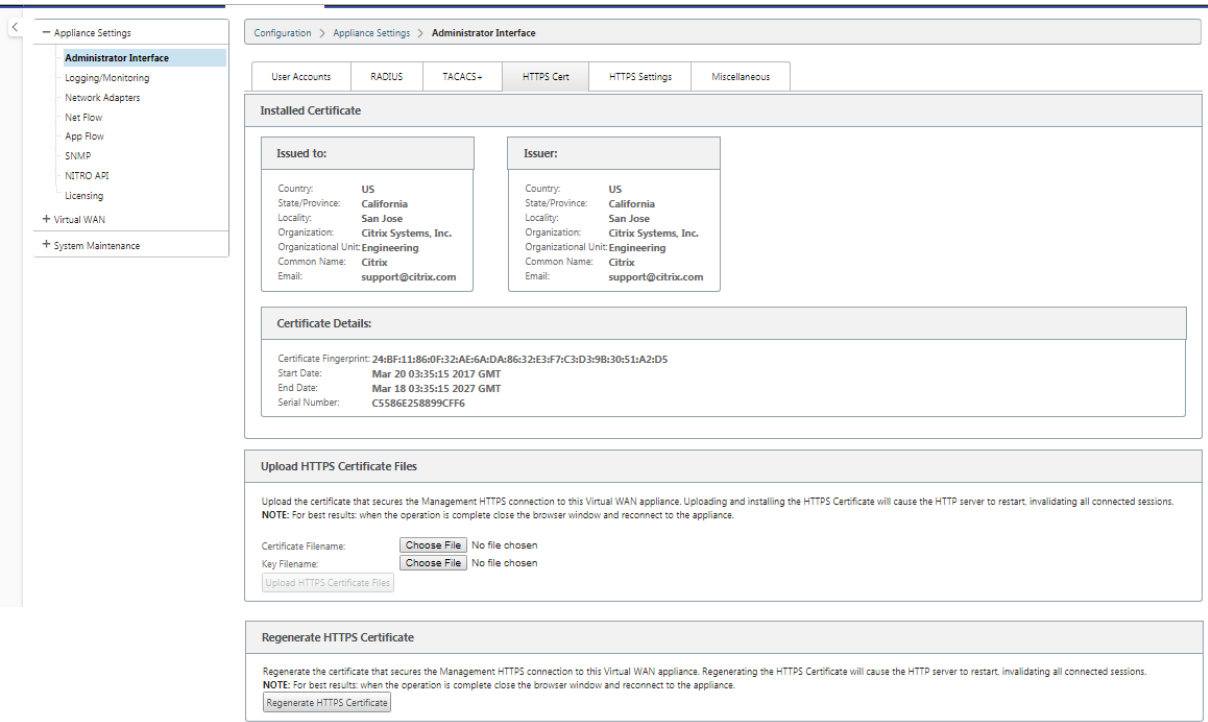 — Appliance Settings
Administrator Interface
Logging/Monitoring
Network Adapters
Net Flow
App Flow
SNMP
NITRO API
Licensing
+ Virtual WAN
+ System Maintenance
Configuration > Appliance Settings > Administrator Interface
User Accounts RADIUS TACACS+ HTTPS Cert HTTPS Settings Miscellaneous
Installed Certificate
Issued to:
Country: US
State/Province: California
Locality: San Jose
Organization: Citrix Systems, Inc.
Organizational Unit: Engineering
Common Name: Citrix
Email: support@citrix.com
Issuer:
Country: US
State/Province: California
Locality: San Jose
Organization: Citrix Systems, Inc.
Organizational Unit: Engineering
Common Name: Citrix
Email: support@citrix.com
Certificate Details:
Certificate Fingerprint: 24:BF:11:86:0F:32:AE:6A:DA:86:32:E3:F7:C3:D3:9B:30:51:A2:D5
Start Date: Mar 20 03:35:15 2017 GMT
End Date: Mar 18 03:35:15 2027 GMT
Serial Number: C5586E258899CFF6
Upload HTTPS Certificate Files
Upload the certificate that secures the Management HTTPS connection to this Virtual WAN appliance. Uploading and installing the HTTPS Certificate will cause the HTTP server to restart, invalidating all connected sessions.
NOTE: For best results: when the operation is complete close the browser window and reconnect to the appliance.
Certificate Filename: Choose File No file chosen
Key Filename: Choose File No file chosen
Upload HTTPS Certificate Files
Regenerate HTTPS Certificate
Regenerate the certificate that secures the Management HTTPS connection to this Virtual WAN appliance. Regenerating the HTTPS Certificate will cause the HTTP server to restart, invalidating all connected sessions.
NOTE: For best results: when the operation is complete close the browser window and reconnect to the appliance.
Regenerate HTTPS Certificate